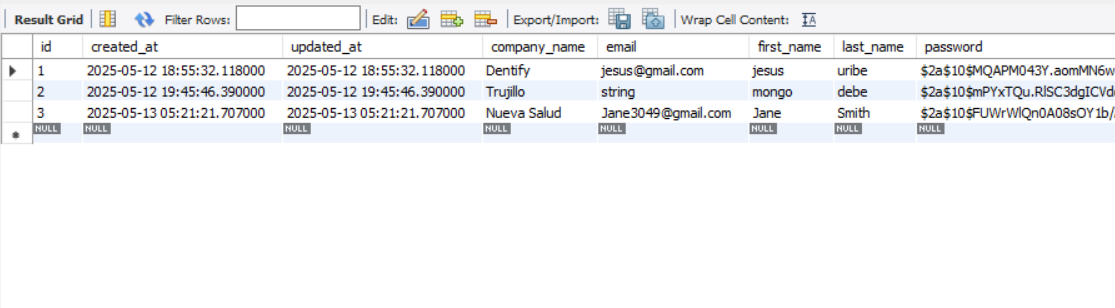 Result Grid Filter Rows: Edit: Export/Import: Wrap Cell Content: IA
id created_at updated_at company_name email first_name last_name password
1 2025-05-12 18:55:32.118000 2025-05-12 18:55:32.118000 Dentify jesus@gmail.com jesus uribe $2a$10$MQAPM043Y.aomMN6w
2 2025-05-12 19:45:46.390000 2025-05-12 19:45:46.390000 Trujillo string mongo debe $2a$10$mPYxTQu.RlSC3dgICVd
3 2025-05-13 05:21:21.707000 2025-05-13 05:21:21.707000 Nueva Salud Jane3049@gmail.com Jane Smith $2a$10$FUWrWlQn0A08sOY1b/
NULL NULL NULL NULL NULL NULL NULL NULL